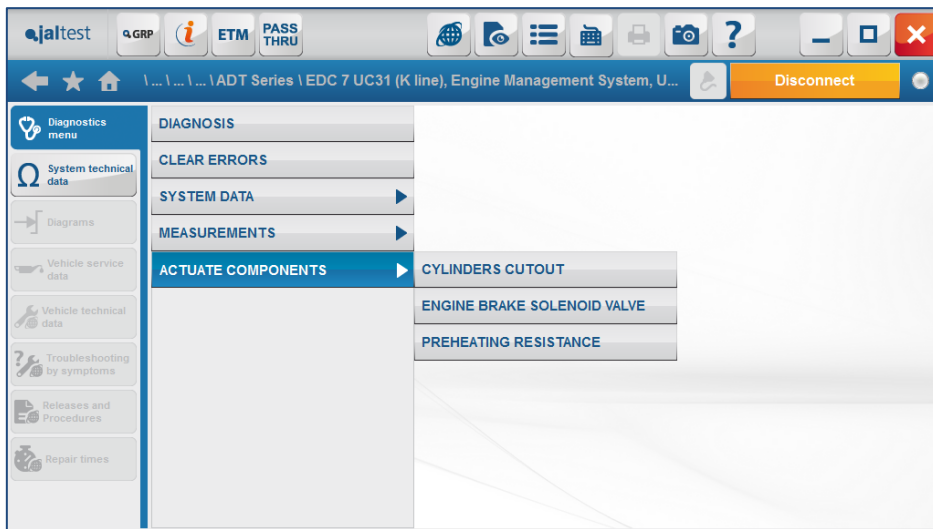 jaltest
GRP
i
ETM
PASS
THRU
?
\ ... \ ... \ ... \ ADT Series \ EDC 7 UC31 (K line), Engine Management System, U...
Disconnect
Diagnostics
menu
System technical
data
Diagrams
Vehicle service
data
Vehicle technical
data
Troubleshooting
by symptoms
Releases and
Procedures
Repair times
DIAGNOSIS
CLEAR ERRORS
SYSTEM DATA
MEASUREMENTS
ACTUATE COMPONENTS
CYLINDERS CUTOUT
ENGINE BRAKE SOLENOID VALVE
PREHEATING RESISTANCE